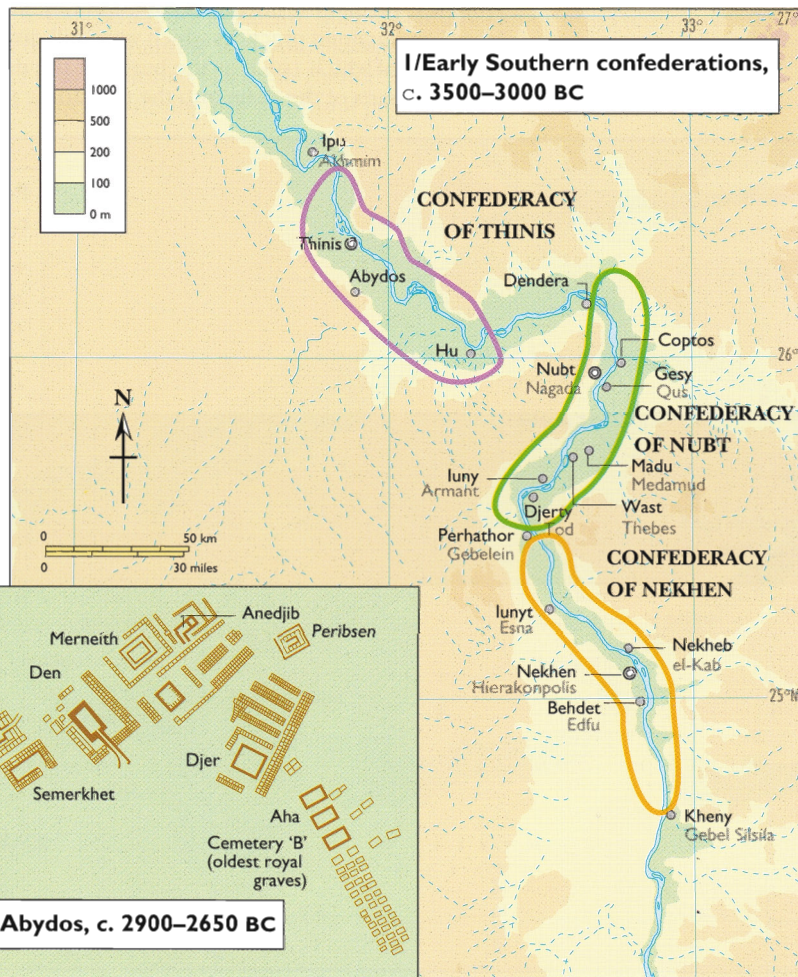 31°
32°
33°
27°
1/Early Southern confederations,
c. 3500–3000 BC
1000
500
200
100
0 m
Ipu
Akhmim
CONFEDERACY
OF THINIS
Thinis
Abydos
Dendera
Hu
Coptos
26°
Nubt
Nagada
Gesy
Qus
N
CONFEDERACY
OF NUBT
Madu
Medamud
Iuny
Armant
Wast
Thebes
Djerty
Tod
Perhathor
Gebelein
0 50 km
0 30 miles
CONFEDERACY
OF NEKHEN
Iunyt
Esna
Nekheb
el-Kab
Nekhen
Hierakonpolis
Behdet
Edfu
25°N
Kheny
Gebel Silsila
Anedjib
Merneith
Peribsen
Den
Djer
Semerkhet
Aha
Cemetery ‘B’
(oldest royal
graves)
Abydos, c. 2900–2650 BC